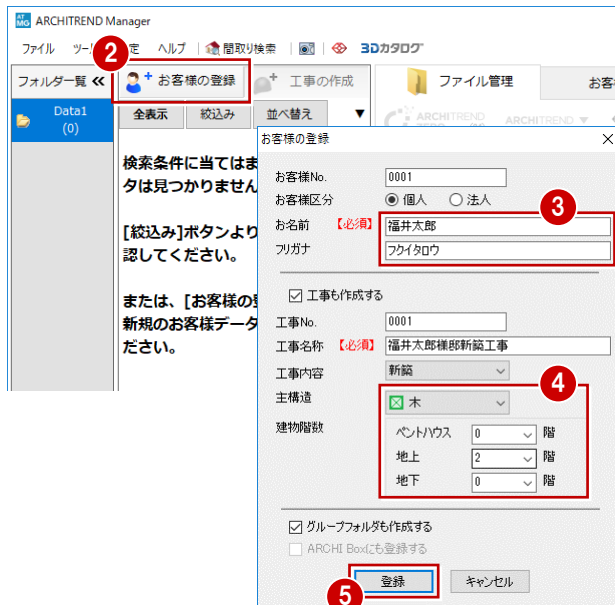 ARCHITREND Manager
ファイル ヘルプ 間取り検索 3Dカタログ
2
フォルダ一覧 お客様の登録 工事の作成 ファイル管理 お客
Data1
(0)
全表示 絞込み 並べ替え ▼ ARCHITREND ARCHITREND ▼
検索条件に当てはま
タは見つかりません
[絞込み]ボタンより
認してください。
または、[お客様の
新規のお客様データ
ださい。
お客様の登録 ×
お客様No. 0001
お客様区分 個人 法人
3
お名前 【必須】 福井太郎
フリガナ フクイタロウ
工事も作成する
工事No. 0001
工事名称 【必須】 福井太郎様邸新築工事
工事内容 新築
4
主構造 木
建物階数 ペントハウス 0 階
地上 2 階
地下 0 階
グループフォルダも作成する
ARCHI Boxにも登録する
5
登録 キャンセル